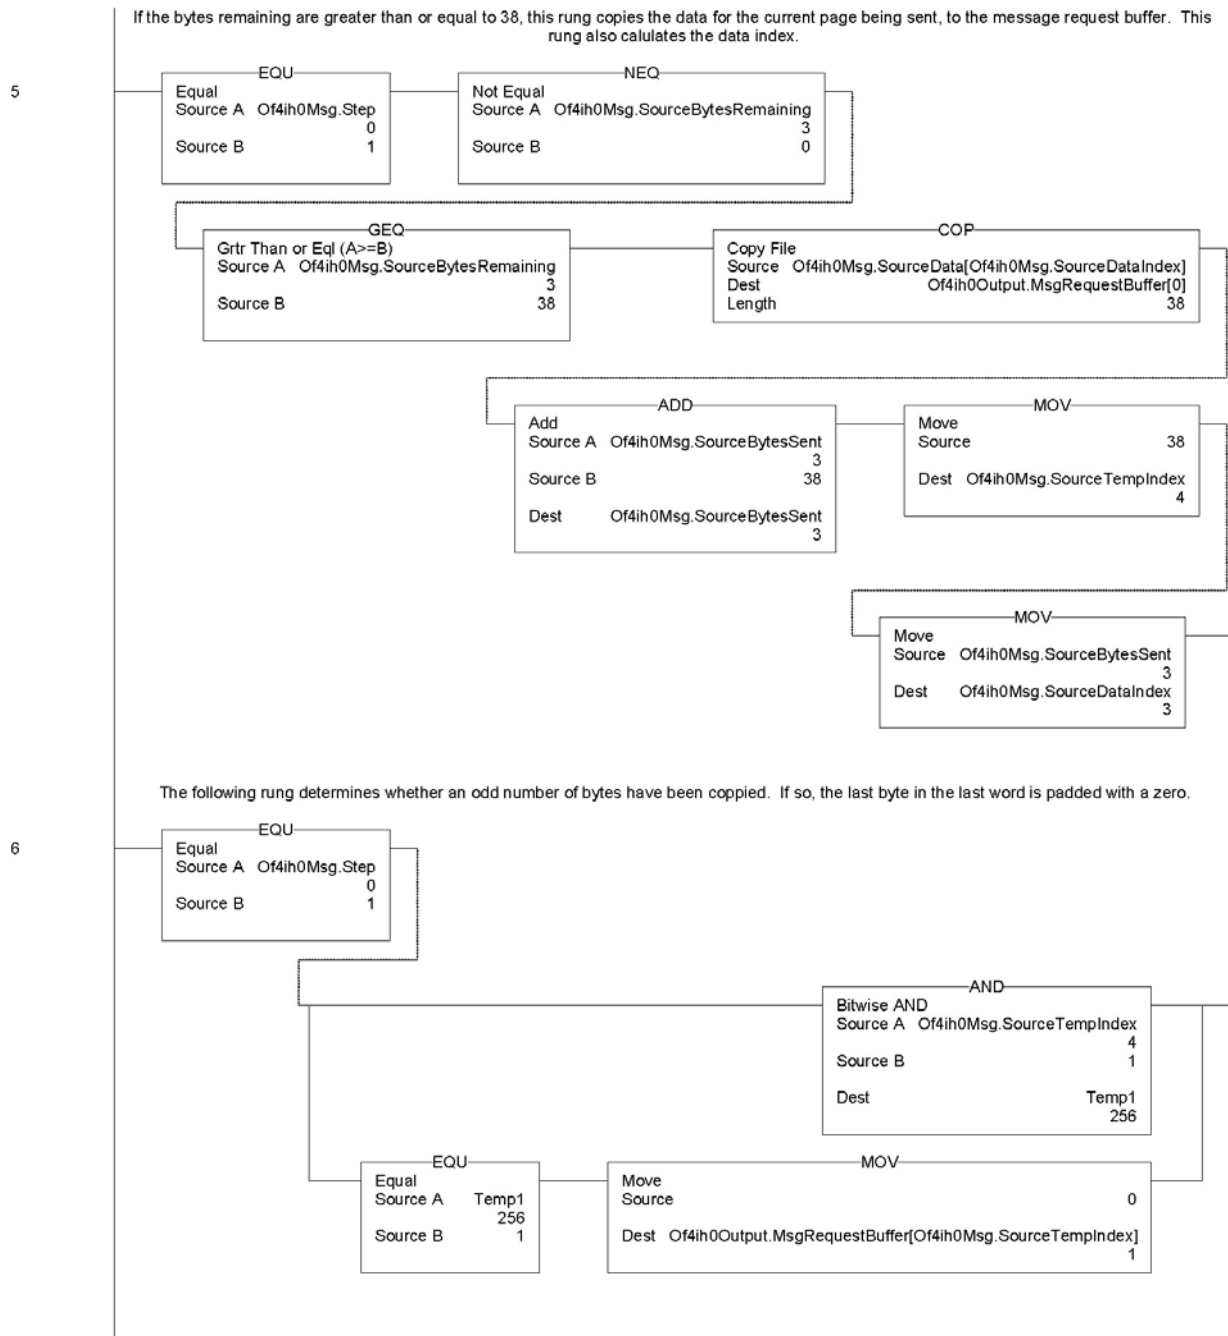 If the bytes remaining are greater than or equal to 38, this rung copies the data for the current page being sent, to the message request buffer. This
rung also calulates the data index.
5
EQU
Equal
Source A Of4ih0Msg.Step
0
Source B 1
NEQ
Not Equal
Source A Of4ih0Msg.SourceBytesRemaining
3
Source B 0
GEQ
Grtr Than or Eql (A>=B)
Source A Of4ih0Msg.SourceBytesRemaining
3
Source B 38
COP
Copy File
Source Of4ih0Msg.SourceData[Of4ih0Msg.SourceDataIndex]
Dest Of4ih0Output.MsgRequestBuffer[0]
Length 38
ADD
Add
Source A Of4ih0Msg.SourceBytesSent
3
Source B 38
Dest Of4ih0Msg.SourceBytesSent
3
MOV
Move
Source 38
Dest Of4ih0Msg.SourceTempIndex
4
MOV
Move
Source Of4ih0Msg.SourceBytesSent
3
Dest Of4ih0Msg.SourceDataIndex
3
The following rung determines whether an odd number of bytes have been coppied. If so, the last byte in the last word is padded with a zero.
6
EQU
Equal
Source A Of4ih0Msg.Step
0
Source B 1
AND
Bitwise AND
Source A Of4ih0Msg.SourceTempIndex
4
Source B 1
Dest Temp1
256
EQU
Equal
Source A Temp1
256
Source B 1
MOV
Move
Source 0
Dest Of4ih0Output.MsgRequestBuffer[Of4ih0Msg.SourceTempIndex]
1